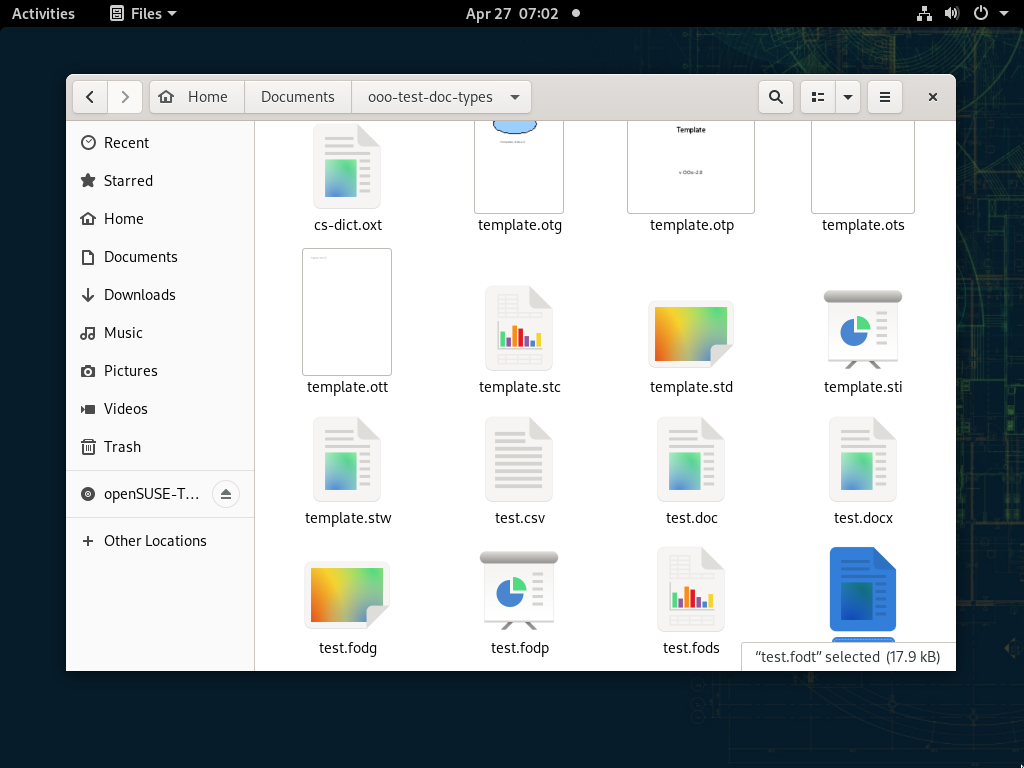 Activities
Files
Apr 27 07:02
Home
Documents
ooo-test-doc-types
Recent
Starred
Home
Documents
Downloads
Music
Pictures
Videos
Trash
openSUSE-T…
Other Locations
Template
cs-dict.oxt
template.otg
template.otp
template.ots
template.ott
template.stc
template.std
template.sti
template.stw
test.csv
test.doc
test.docx
test.fodg
test.fodp
test.fods
“test.fodt” selected (17.9 kB)